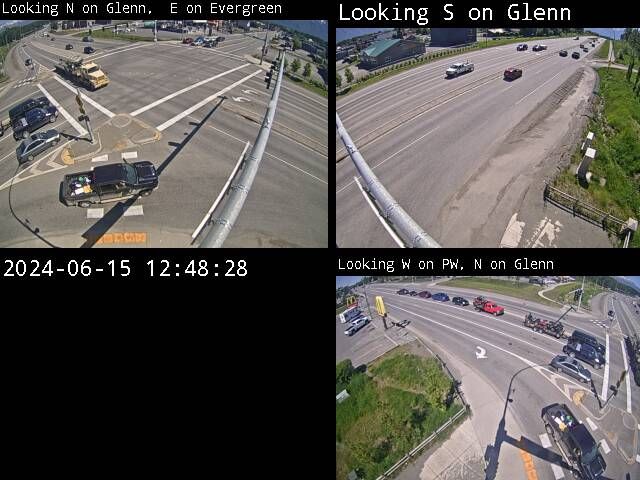 Looking N on Glenn,  E on Evergreen
Looking S on Glenn
2024-06-15 12:48:28
Looking W on PW, N on Glenn